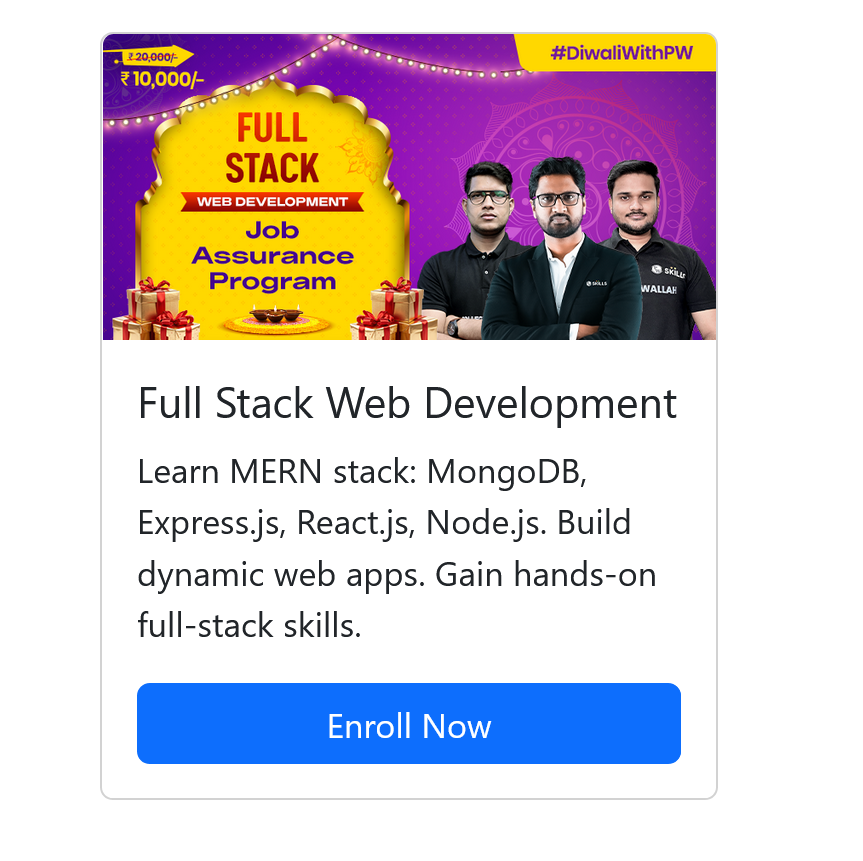 ₹ 20,000/-
₹ 10,000/-
#DiwaliWithPW
FULL
STACK
WEB DEVELOPMENT
Job
Assurance
Program
SKILLS
SKILLS
WALLAH
Full Stack Web Development
Learn MERN stack: MongoDB,
Express.js, React.js, Node.js. Build
dynamic web apps. Gain hands-on
full-stack skills.
Enroll Now